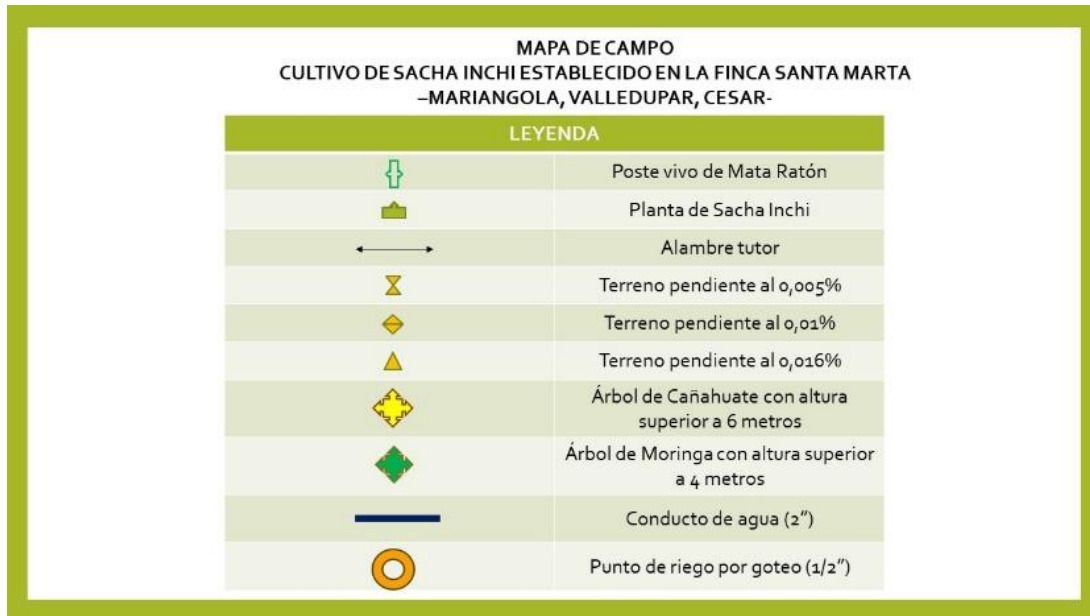 MAPA DE CAMPO
CULTIVO DE SACHA INCHI ESTABLECIDO EN LA FINCA SANTA MARTA
–MARIANGOLA, VALLEDUPAR, CESAR-
LEYENDA
Poste vivo de Mata Ratón
Planta de Sacha Inchi
Alambre tutor
Terreno pendiente al 0,005%
Terreno pendiente al 0,01%
Terreno pendiente al 0,016%
Árbol de Cañahuate con altura
superior a 6 metros
Árbol de Moringa con altura superior
a 4 metros
Conducto de agua (2”)
Punto de riego por goteo (1/2”)